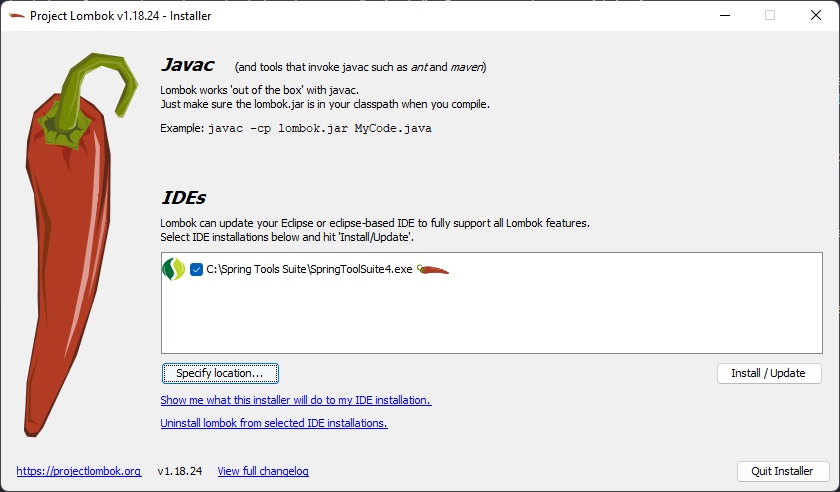 Project Lombok v1.18.24 - Installer
Javac (and tools that invoke javac such as ant and maven)
Lombok works 'out of the box' with javac.
Just make sure the lombok.jar is in your classpath when you compile.
Example: javac -cp lombok.jar MyCode.java
IDEs
Lombok can update your Eclipse or eclipse-based IDE to fully support all Lombok features.
Select IDE installations below and hit 'Install/Update'.
C:\Spring Tools Suite\SpringToolSuite4.exe
Specify location... Install / Update
Show me what this installer will do to my IDE installation.
Uninstall lombok from selected IDE installations.
https://projectlombok.org v1.18.24 View full changelog Quit Installer